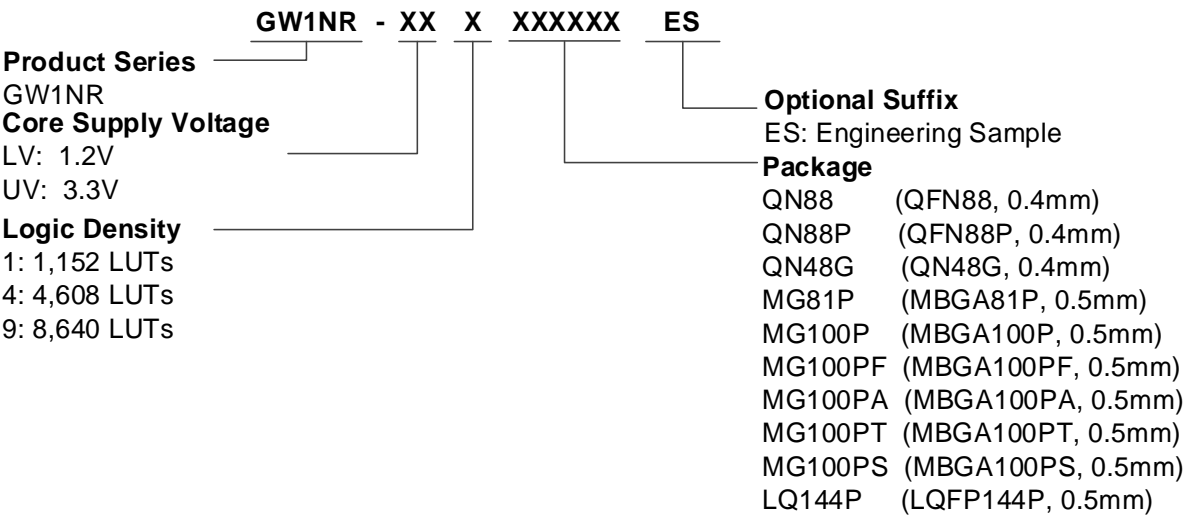 GW1NR - XX X XXXXXX ES
Product Series
GW1NR
Core Supply Voltage
LV: 1.2V
UV: 3.3V
Logic Density
1: 1,152 LUTs
4: 4,608 LUTs
9: 8,640 LUTs
Optional Suffix
ES: Engineering Sample
Package
QN88 (QFN88, 0.4mm)
QN88P (QFN88P, 0.4mm)
QN48G (QN48G, 0.4mm)
MG81P (MBGA81P, 0.5mm)
MG100P (MBGA100P, 0.5mm)
MG100PF (MBGA100PF, 0.5mm)
MG100PA (MBGA100PA, 0.5mm)
MG100PT (MBGA100PT, 0.5mm)
MG100PS (MBGA100PS, 0.5mm)
LQ144P (LQFP144P, 0.5mm)